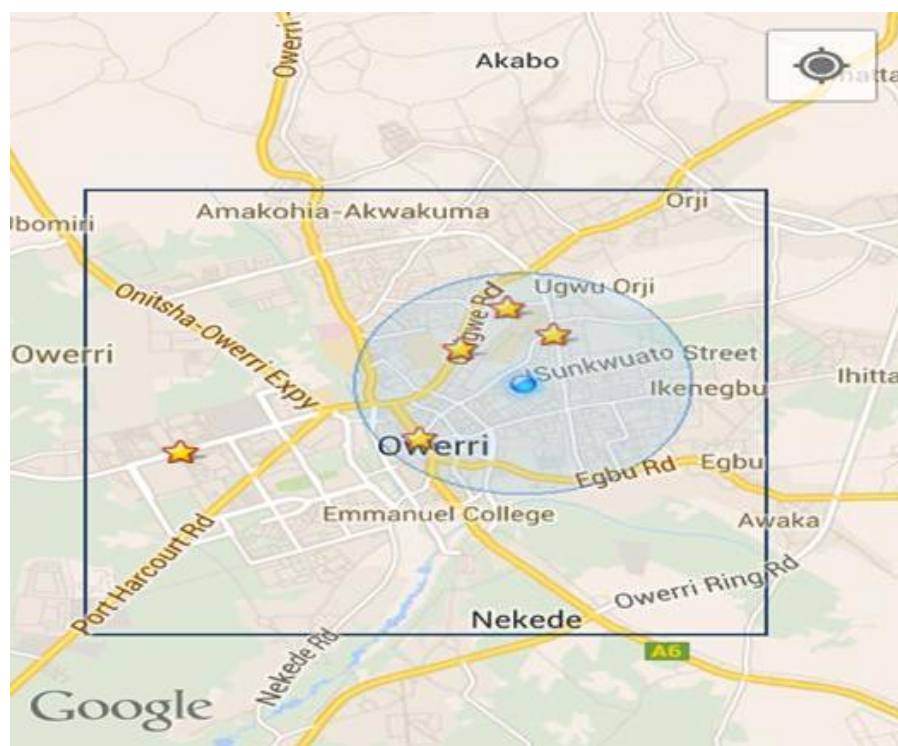 Akabo
Owerri
Orji
Amakohia-Akwakuma
Ubomiri
Ugwu Orji
Onitsha-Owerri Expy
Owerri
Sunkwuato Street
Ihitta
Ikenegbu
Owerri
Egbu Rd
Egbu
Emmanuel College
Awaka
Port Harcourt Rd
Owerri Ring Rd
Nekede
Nekede Rd
A6
Google